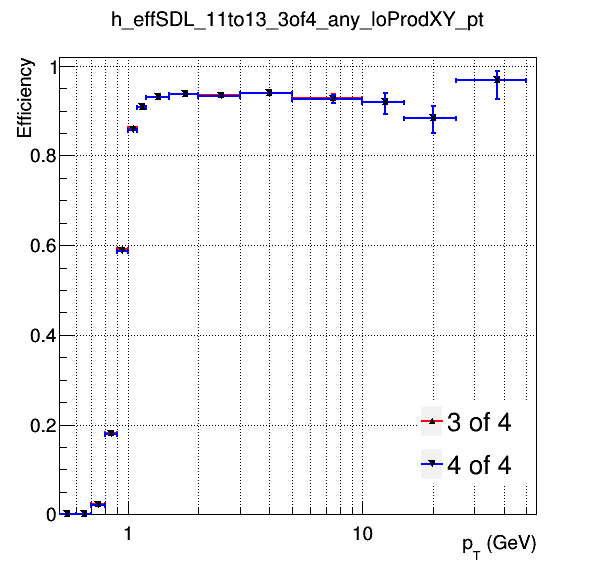 h_effSDL_11to13_3of4_any_loProdXY_pt
Efficiency
1
0.8
0.6
0.4
0.2
0
3 of 4
4 of 4
1 10
p_T (GeV)